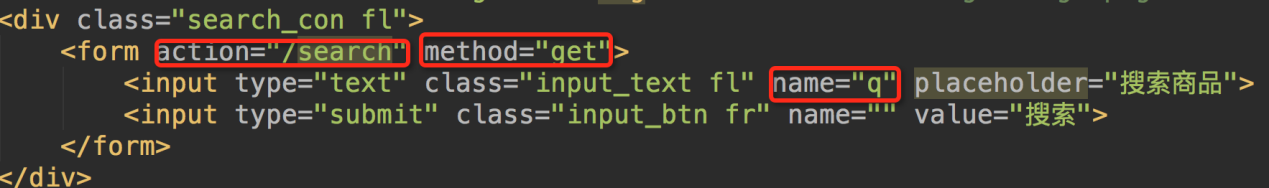 <div class="search_con fl">
<form action="/search" method="get">
<input type="text" class="input_text fl" name="q" placeholder="搜索商品">
<input type="submit" class="input_btn fr" name="" value="搜索">
</form>
</div>